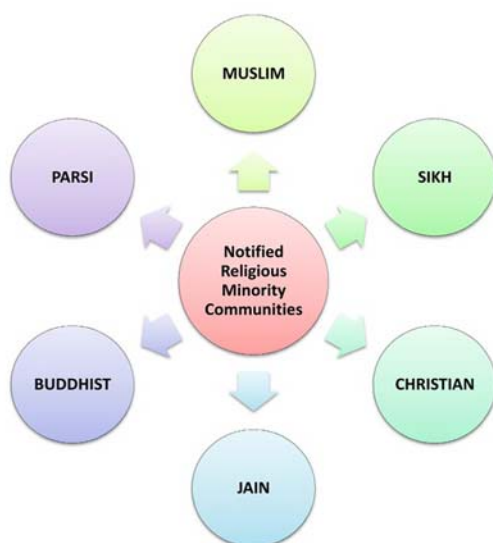 MUSLIM
PARSI
SIKH
Notified
Religious
Minority
Communities
BUDDHIST
CHRISTIAN
JAIN